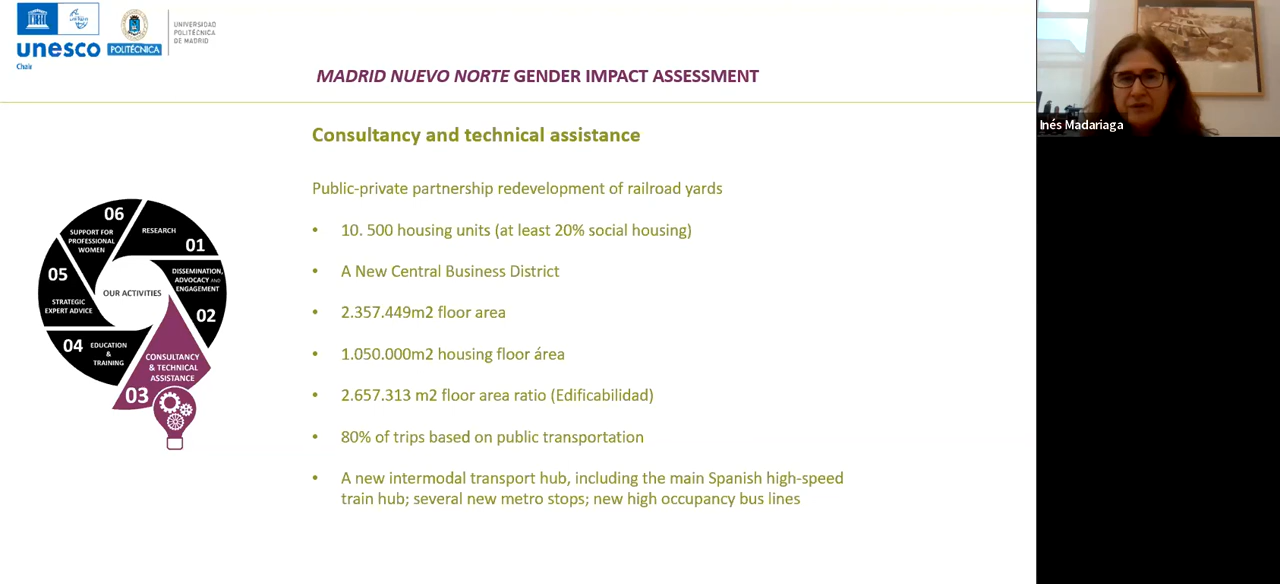 unesco
Chair
POLITÉCNICA
UNIVERSIDAD
POLITÉCNICA
DE MADRID
MADRID NUEVO NORTE GENDER IMPACT ASSESSMENT
Inés Madariaga
Consultancy and technical assistance
Public-private partnership redevelopment of railroad yards
• 10. 500 housing units (at least 20% social housing)
• A New Central Business District
• 2.357.449m2 floor area
• 1.050.000m2 housing floor área
• 2.657.313 m2 floor area ratio (Edificabilidad)
• 80% of trips based on public transportation
• A new intermodal transport hub, including the main Spanish high-speed
train hub; several new metro stops; new high occupancy bus lines
OUR ACTIVITIES
RESEARCH
01
DISSEMINATION,
ADVOCACY AND
ENGAGEMENT
02
CONSULTANCY
& TECHNICAL
ASSISTANCE
03
04
EDUCATION
&
TRAINING
05
STRATEGIC
EXPERT ADVICE
06
SUPPORT FOR
PROFESSIONAL
WOMEN